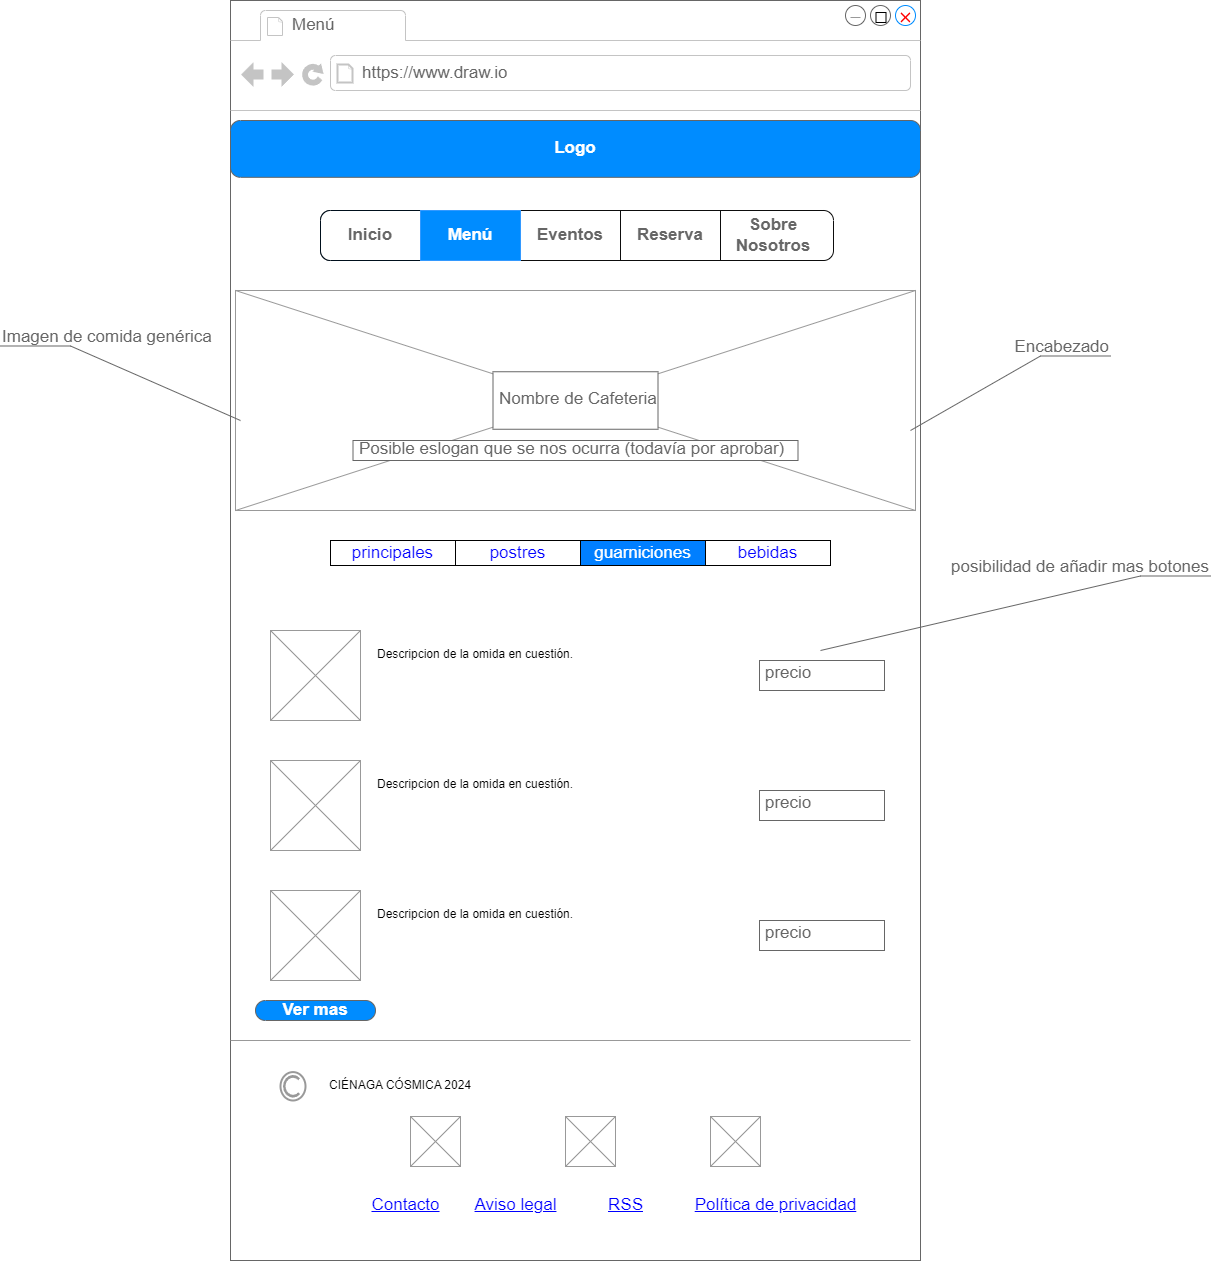 Menú
https://www.draw.io
Logo
Inicio
Menú
Eventos
Reserva
Sobre
Nosotros
Imagen de comida genérica
Encabezado
Nombre de Cafeteria
Posible eslogan que se nos ocurra (todavía por aprobar)
principales
postres
guarniciones
bebidas
posibilidad de añadir mas botones
Descripcion de la omida en cuestión.
precio
Descripcion de la omida en cuestión.
precio
Descripcion de la omida en cuestión.
precio
Ver mas
© CIÉNAGA CÓSMICA 2024
Contacto
Aviso legal
RSS
Política de privacidad